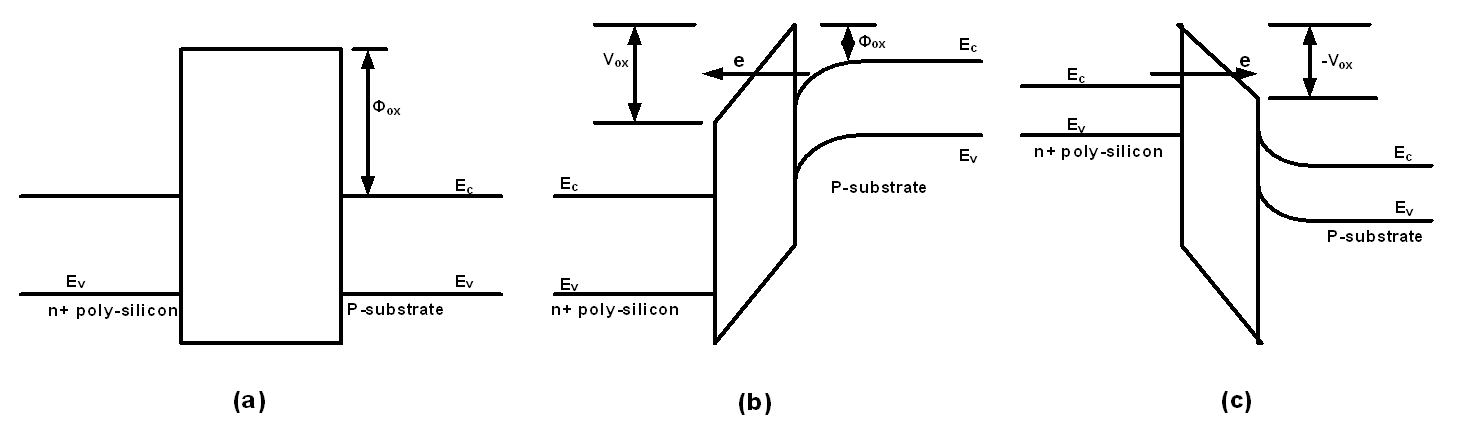 Φox
Ec
Ev
Ev
n+ poly-silicon
P-substrate
(a)
Vox
e
Φox
Ec
Ev
P-substrate
Ec
Ev
n+ poly-silicon
(b)
Ec
e
-Vox
Ev
n+ poly-silicon
Ec
Ev
P-substrate
(c)